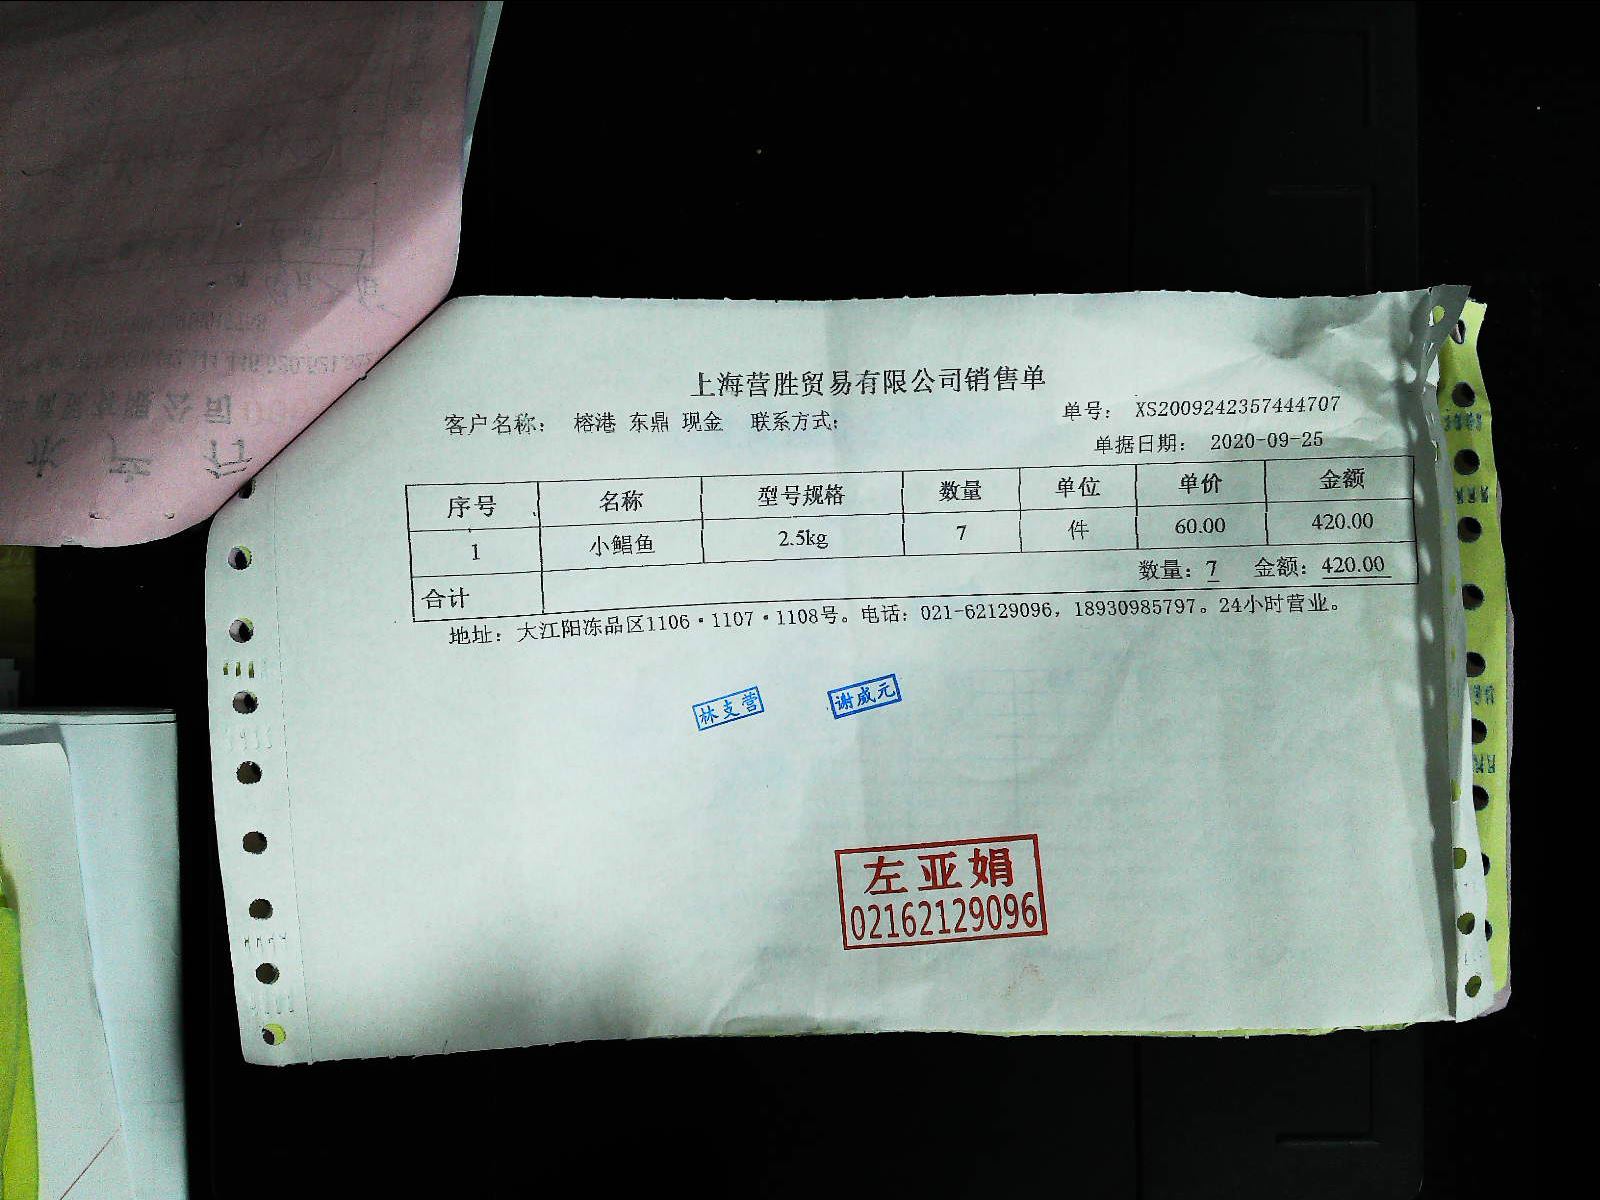 上海营胜贸易有限公司销售单
客户名称： 榕港 东鼎 现金 联系方式：
单号： XS2009242357444707
单据日期： 2020-09-25
序号 名称 型号规格 数量 单位 单价 金额
1 小鲳鱼 2.5kg 7 件 60.00 420.00
合计 数量：7 金额：420.00
地址：大江阳冻品区1106·1107·1108号。电话：021-62129096，18930985797。24小时营业。
林支营 谢威元
左亚娟
02162129096